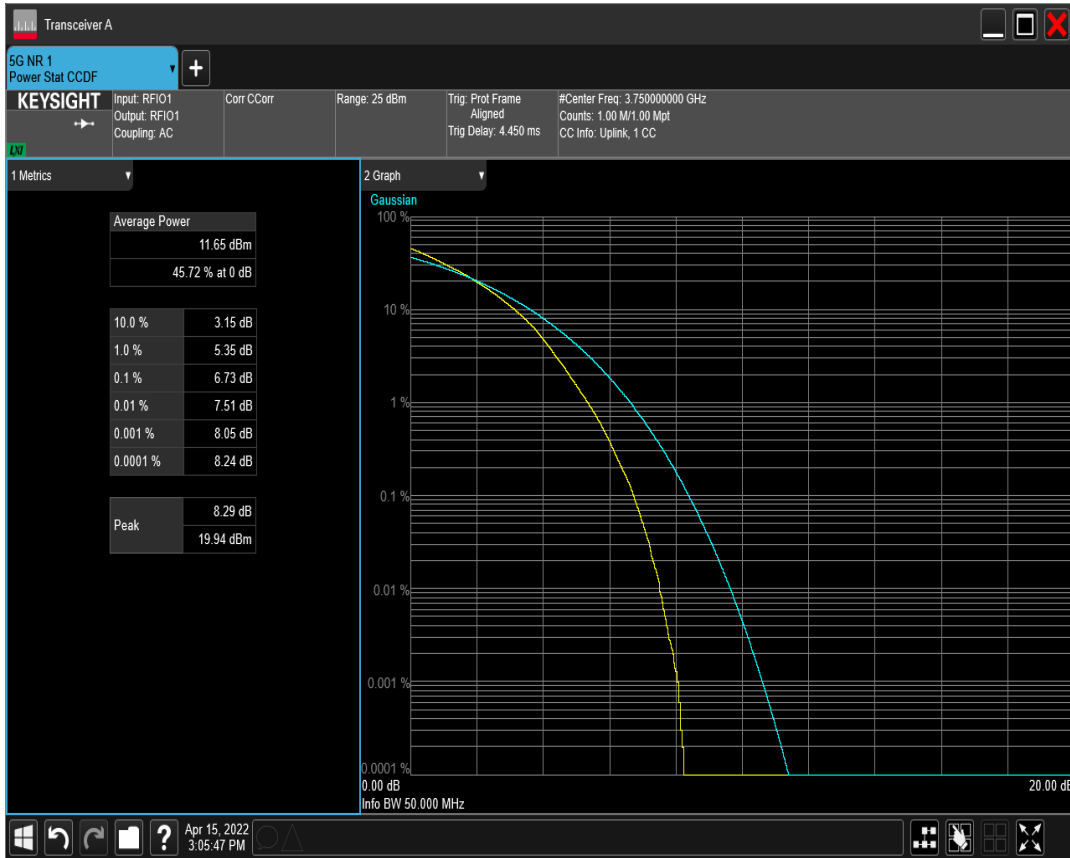 Transceiver A
5G NR 1
Power Stat CCDF
KEYSIGHT
LXI
Input: RFIO1
Output: RFIO1
Coupling: AC
Corr CCorr
Range: 25 dBm
Trig: Prot Frame
Aligned
Trig Delay: 4.450 ms
#Center Freq: 3.750000000 GHz
Counts: 1.00 M/1.00 Mpt
CC Info: Uplink, 1 CC
1 Metrics
Average Power
11.65 dBm
45.72 % at 0 dB
10.0 % 3.15 dB
1.0 % 5.35 dB
0.1 % 6.73 dB
0.01 % 7.51 dB
0.001 % 8.05 dB
0.0001 % 8.24 dB
Peak
8.29 dB
19.94 dBm
2 Graph
Gaussian
100 %
10 %
1 %
0.1 %
0.01 %
0.001 %
0.0001 %
0.00 dB 20.00 dB
Info BW 50.000 MHz
? Apr 15, 2022
3:05:47 PM